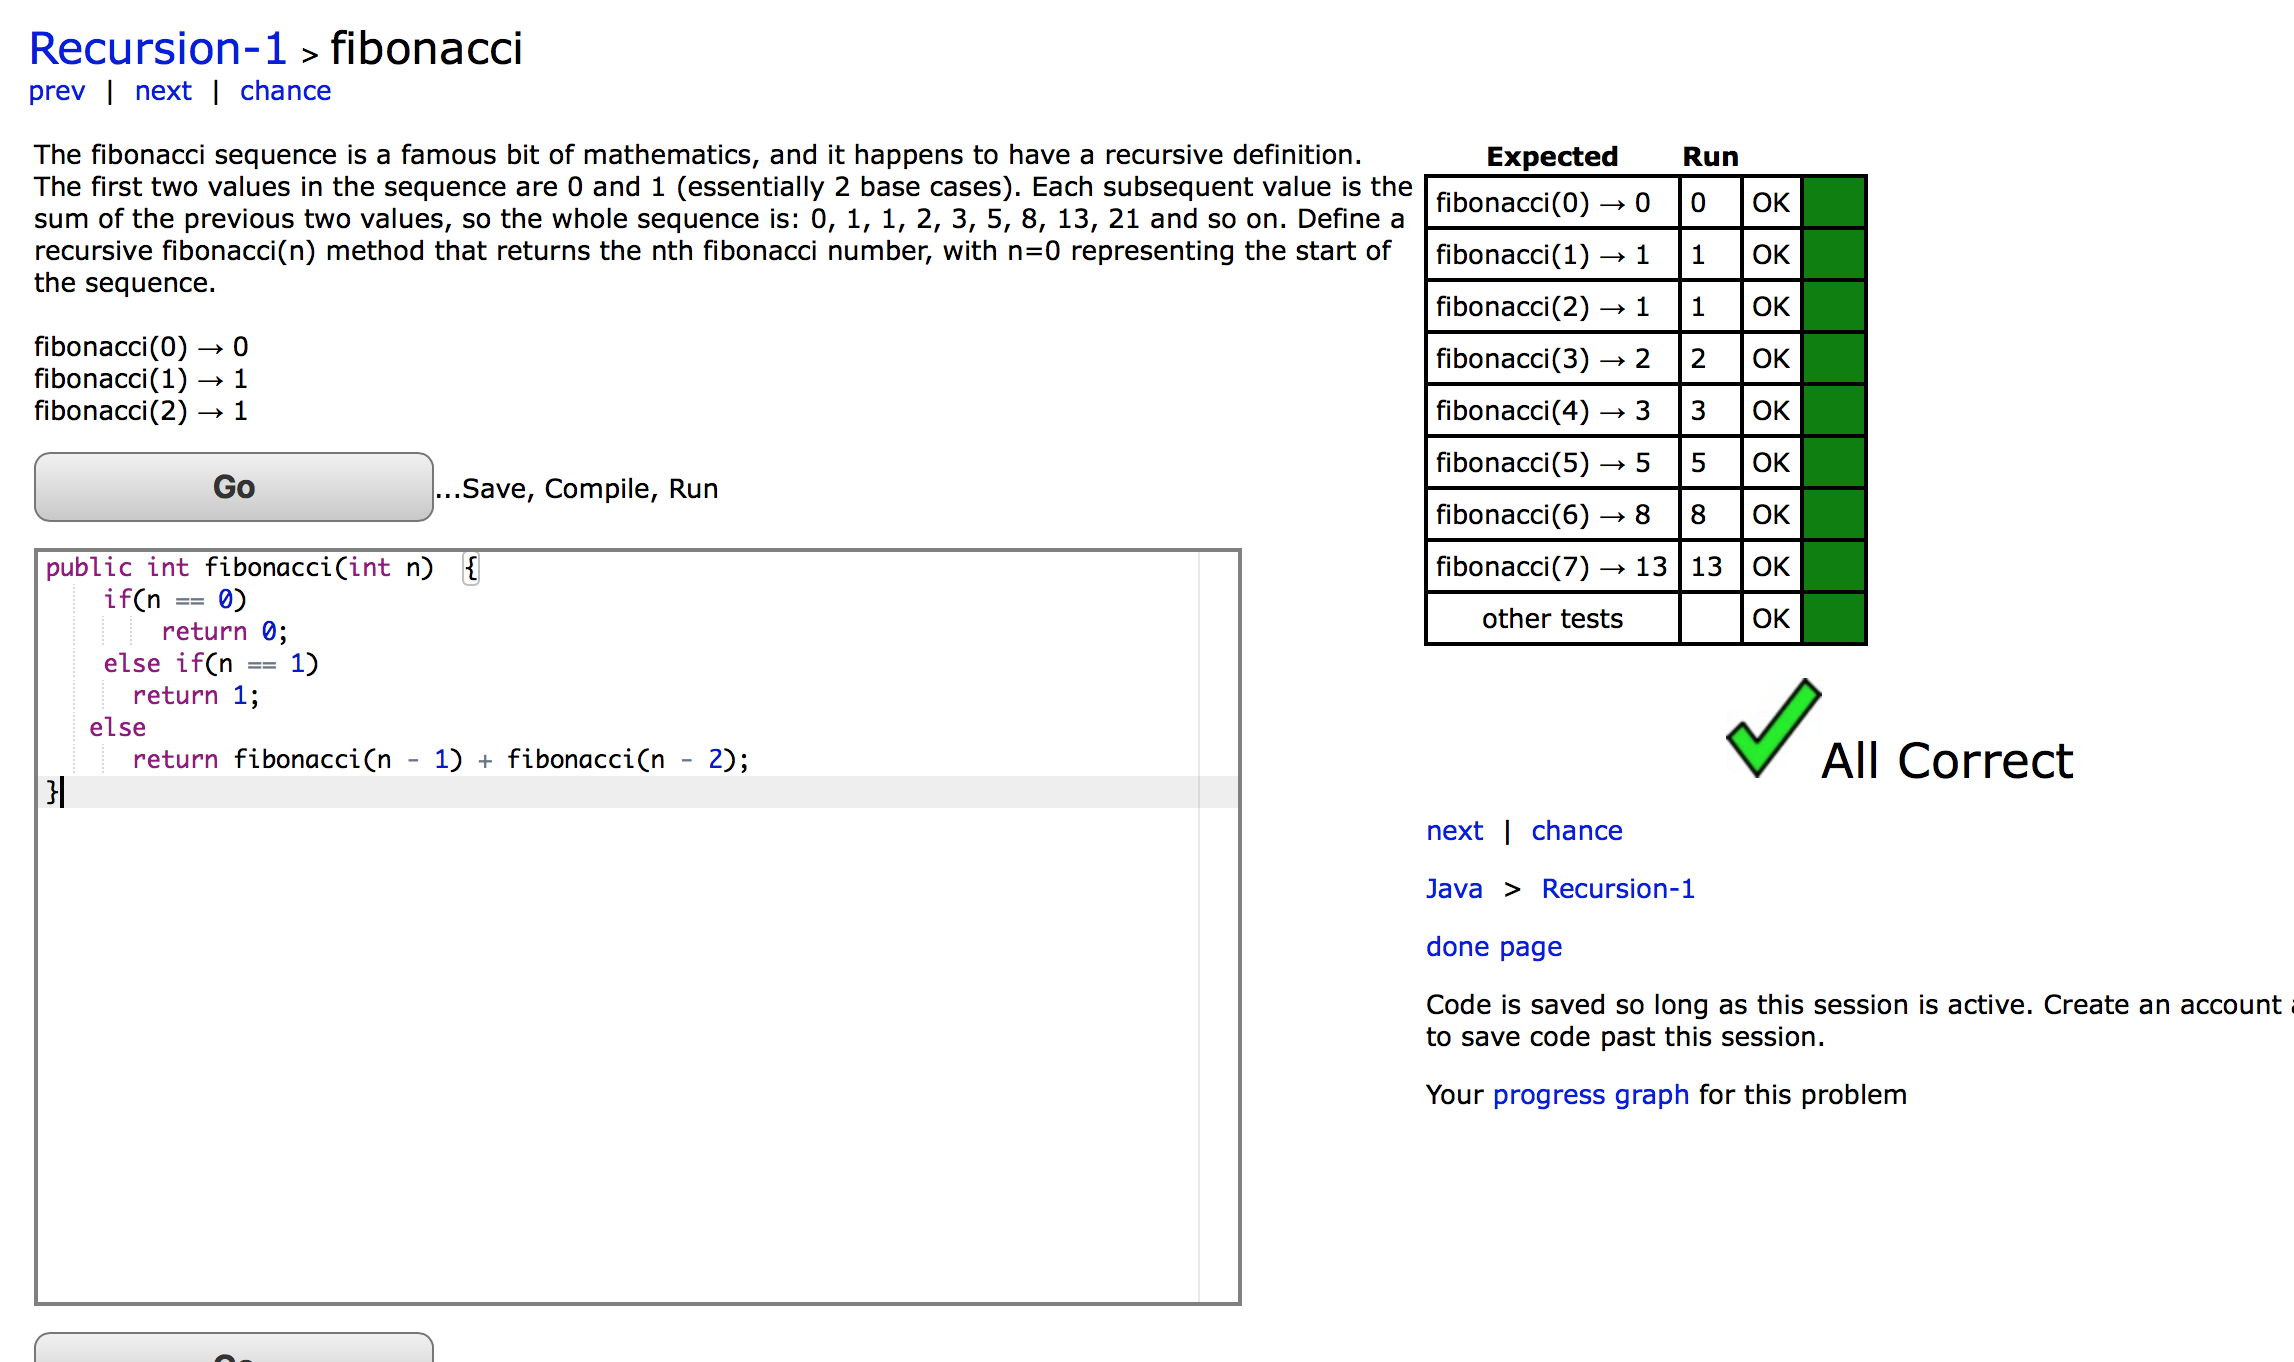 Recursion-1 > fibonacci
prev | next | chance
The fibonacci sequence is a famous bit of mathematics, and it happens to have a recursive definition.
The first two values in the sequence are 0 and 1 (essentially 2 base cases). Each subsequent value is the
sum of the previous two values, so the whole sequence is: 0, 1, 1, 2, 3, 5, 8, 13, 21 and so on. Define a
recursive fibonacci(n) method that returns the nth fibonacci number, with n=0 representing the start of
the sequence.
fibonacci(0) → 0
fibonacci(1) → 1
fibonacci(2) → 1
Go ...Save, Compile, Run
public int fibonacci(int n)  {
    if(n == 0)
        return 0;
    else if(n == 1)
      return 1;
   else
      return fibonacci(n - 1) + fibonacci(n - 2);
}
Go
Expected Run
fibonacci(0) → 0 0 OK
fibonacci(1) → 1 1 OK
fibonacci(2) → 1 1 OK
fibonacci(3) → 2 2 OK
fibonacci(4) → 3 3 OK
fibonacci(5) → 5 5 OK
fibonacci(6) → 8 8 OK
fibonacci(7) → 13 13 OK
other tests OK
All Correct
next | chance
Java > Recursion-1
done page
Code is saved so long as this session is active. Create an account
to save code past this session.
Your progress graph for this problem